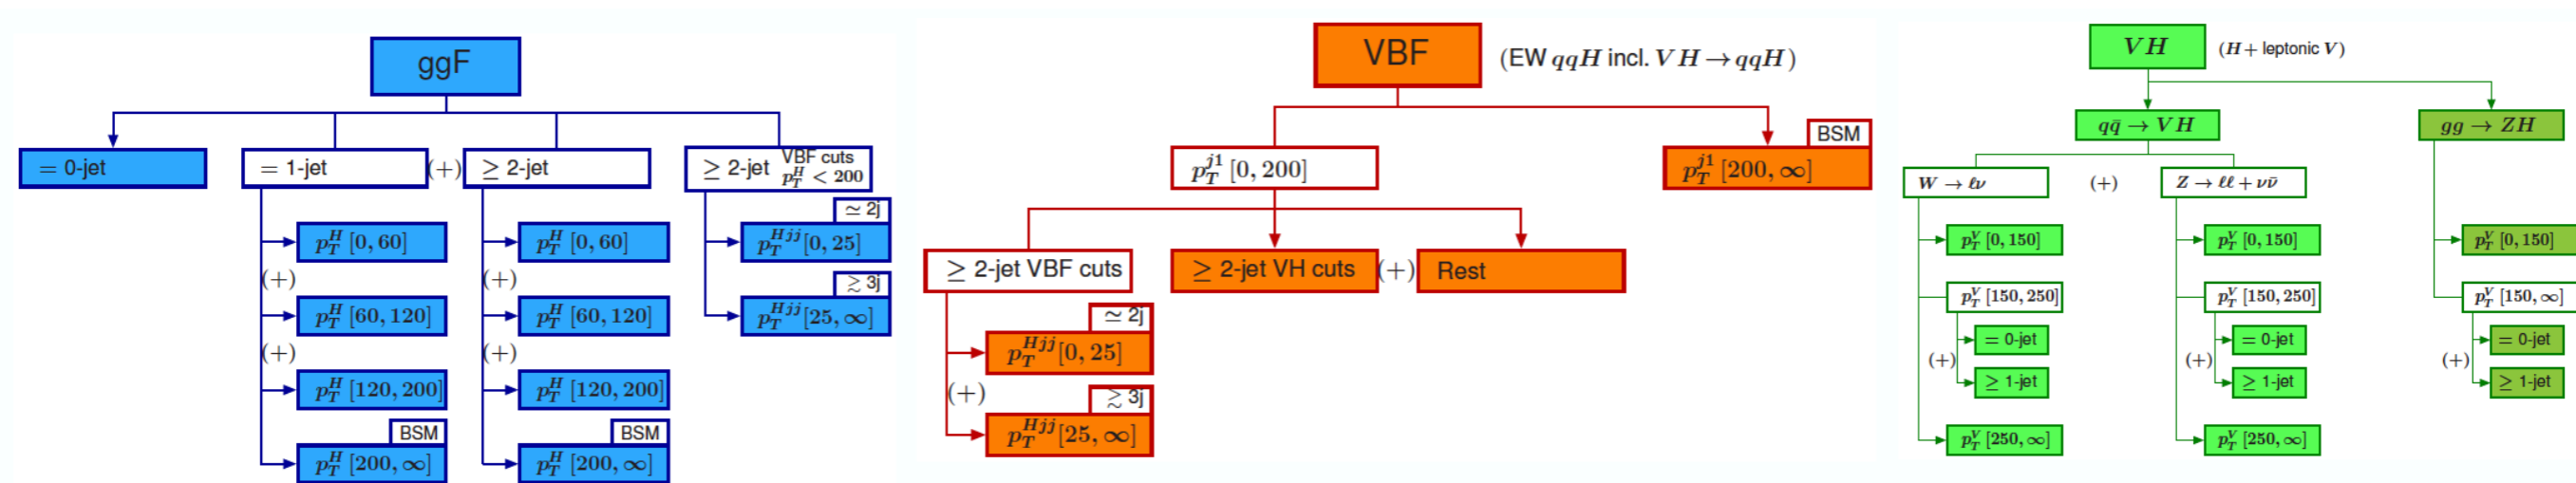 ggF
= 0-jet
= 1-jet
(+)
≥ 2-jet
≥ 2-jet
VBF cuts
p_T^H < 200
p_T^H [0, 60]
(+)
p_T^H [60, 120]
(+)
p_T^H [120, 200]
BSM
p_T^H [200, ∞]
p_T^H [0, 60]
(+)
p_T^H [60, 120]
(+)
p_T^H [120, 200]
BSM
p_T^H [200, ∞]
≃ 2j
p_T^{Hjj} [0, 25]
≳ 3j
p_T^{Hjj} [25, ∞]
VBF
(EW qqH incl. VH → qqH)
p_T^{j1} [0, 200]
BSM
p_T^{j1} [200, ∞]
≥ 2-jet VBF cuts
≥ 2-jet VH cuts
(+)
Rest
≃ 2j
p_T^{Hjj} [0, 25]
(+)
≳ 3j
p_T^{Hjj} [25, ∞]
VH
(H + leptonic V)
qq̄ → VH
gg → ZH
W → ℓν
(+)
Z → ℓℓ + νν̄
p_T^V [0, 150]
p_T^V [150, 250]
= 0-jet
(+)
≥ 1-jet
p_T^V [250, ∞]
p_T^V [0, 150]
p_T^V [150, 250]
= 0-jet
(+)
≥ 1-jet
p_T^V [250, ∞]
p_T^V [0, 150]
p_T^V [150, ∞]
= 0-jet
(+)
≥ 1-jet